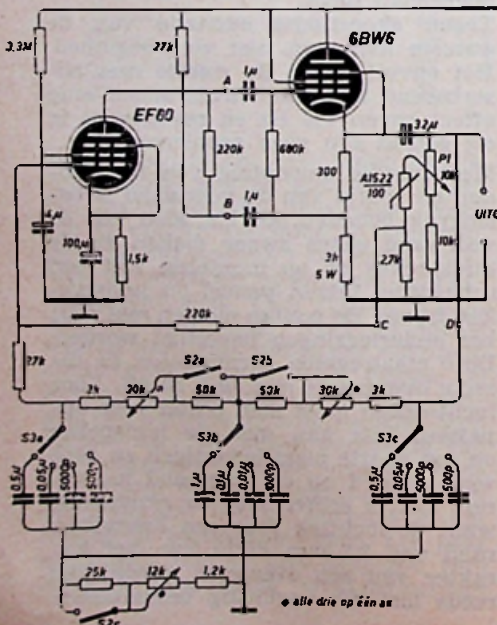 3,3M
27k
6BW6
A
1µ
EF80
220k
680k
32µ
P1
10k
300
A1522/100
UITG
B
1µ
4µ
100µ
1,5k
3k
5 W
2,7k
10k
220k
C
D
27k
S2a
S2b
3k
30k
50k
50k
30k
3k
S3a
S3b
S3c
0,5µ
0,05µ
5000p
500p
1µ
0,1µ
0,01µ
1000p
0,5µ
0,05µ
5000p
500p
25k
12k
1,2k
S2c
◆ alle drie op één as